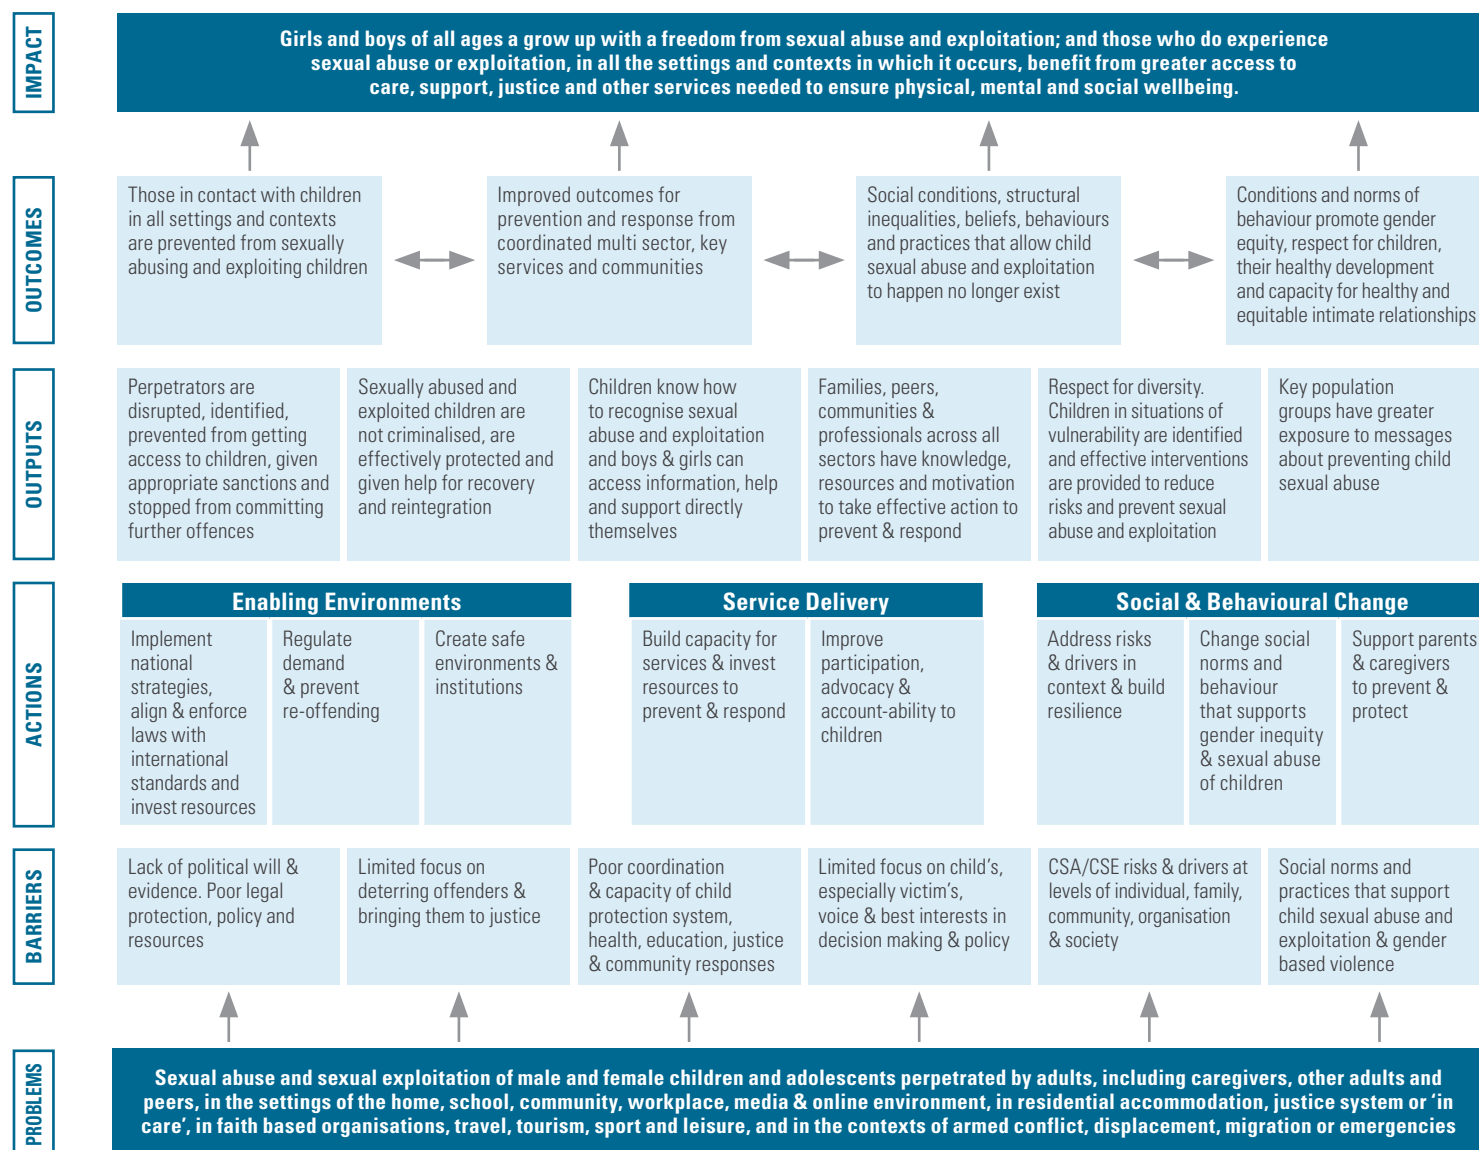 IMPACT
Girls and boys of all ages a grow up with a freedom from sexual abuse and exploitation; and those who do experience
sexual abuse or exploitation, in all the settings and contexts in which it occurs, benefit from greater access to
care, support, justice and other services needed to ensure physical, mental and social wellbeing.
OUTCOMES
Those in contact with children
in all settings and contexts
are prevented from sexually
abusing and exploiting children
Improved outcomes for
prevention and response from
coordinated multi sector, key
services and communities
Social conditions, structural
inequalities, beliefs, behaviours
and practices that allow child
sexual abuse and exploitation
to happen no longer exist
Conditions and norms of
behaviour promote gender
equity, respect for children,
their healthy development
and capacity for healthy and
equitable intimate relationships
OUTPUTS
Perpetrators are
disrupted, identified,
prevented from getting
access to children, given
appropriate sanctions and
stopped from committing
further offences
Sexually abused and
exploited children are
not criminalised, are
effectively protected and
given help for recovery
and reintegration
Children know how
to recognise sexual
abuse and exploitation
and boys & girls can
access information, help
and support directly
themselves
Families, peers,
communities &
professionals across all
sectors have knowledge,
resources and motivation
to take effective action to
prevent & respond
Respect for diversity.
Children in situations of
vulnerability are identified
and effective interventions
are provided to reduce
risks and prevent sexual
abuse and exploitation
Key population
groups have greater
exposure to messages
about preventing child
sexual abuse
ACTIONS
Enabling Environments
Implement
national
strategies,
align & enforce
laws with
international
standards and
invest resources
Regulate
demand
& prevent
re-offending
Create safe
environments &
institutions
Service Delivery
Build capacity for
services & invest
resources to
prevent & respond
Improve
participation,
advocacy &
account-ability to
children
Social & Behavioural Change
Address risks
& drivers in
context & build
resilience
Change social
norms and
behaviour
that supports
gender inequity
& sexual abuse
of children
Support parents
& caregivers
to prevent &
protect
BARRIERS
Lack of political will &
evidence. Poor legal
protection, policy and
resources
Limited focus on
deterring offenders &
bringing them to justice
Poor coordination
& capacity of child
protection system,
health, education, justice
& community responses
Limited focus on child's,
especially victim's,
voice & best interests in
decision making & policy
CSA/CSE risks & drivers at
levels of individual, family,
community, organisation
& society
Social norms and
practices that support
child sexual abuse and
exploitation & gender
based violence
PROBLEMS
Sexual abuse and sexual exploitation of male and female children and adolescents perpetrated by adults, including caregivers, other adults and
peers, in the settings of the home, school, community, workplace, media & online environment, in residential accommodation, justice system or 'in
care', in faith based organisations, travel, tourism, sport and leisure, and in the contexts of armed conflict, displacement, migration or emergencies